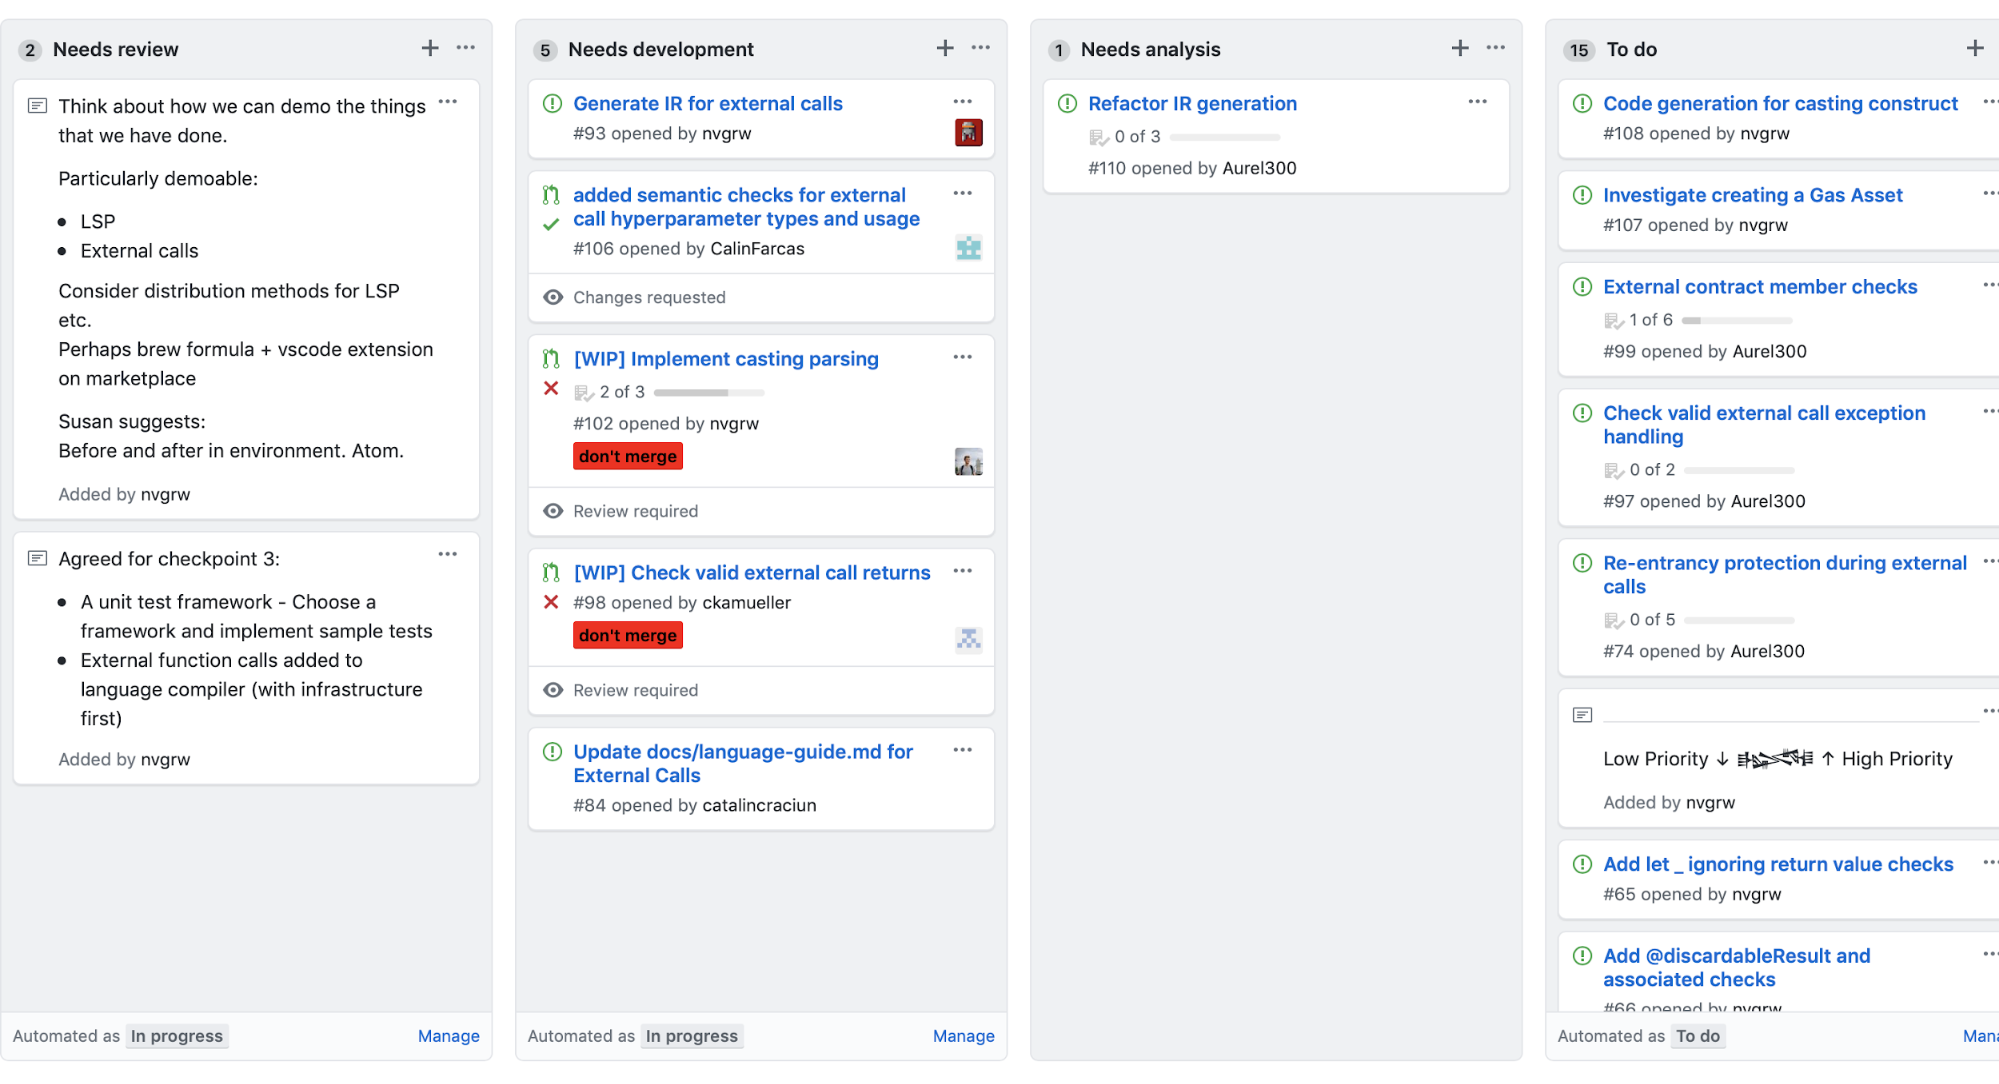 2 Needs review
Think about how we can demo the things
that we have done.
Particularly demoable:
LSP
External calls
Consider distribution methods for LSP
etc.
Perhaps brew formula + vscode extension
on marketplace
Susan suggests:
Before and after in environment. Atom.
Added by nvgrw
Agreed for checkpoint 3:
A unit test framework - Choose a
framework and implement sample tests
External function calls added to
language compiler (with infrastructure
first)
Added by nvgrw
Automated as In progress Manage
5 Needs development
Generate IR for external calls
#93 opened by nvgrw
added semantic checks for external
call hyperparameter types and usage
#106 opened by CalinFarcas
Changes requested
[WIP] Implement casting parsing
2 of 3
#102 opened by nvgrw
don't merge
Review required
[WIP] Check valid external call returns
#98 opened by ckamueller
don't merge
Review required
Update docs/language-guide.md for
External Calls
#84 opened by catalincraciun
Automated as In progress Manage
1 Needs analysis
Refactor IR generation
0 of 3
#110 opened by Aurel300
15 To do
Code generation for casting construct
#108 opened by nvgrw
Investigate creating a Gas Asset
#107 opened by nvgrw
External contract member checks
1 of 6
#99 opened by Aurel300
Check valid external call exception
handling
0 of 2
#97 opened by Aurel300
Re-entrancy protection during external
calls
0 of 5
#74 opened by Aurel300
Low Priority ↓ ↑ High Priority
Added by nvgrw
Add let _ ignoring return value checks
#65 opened by nvgrw
Add @discardableResult and
associated checks
#66 opened by nvgrw
Automated as To do Mana